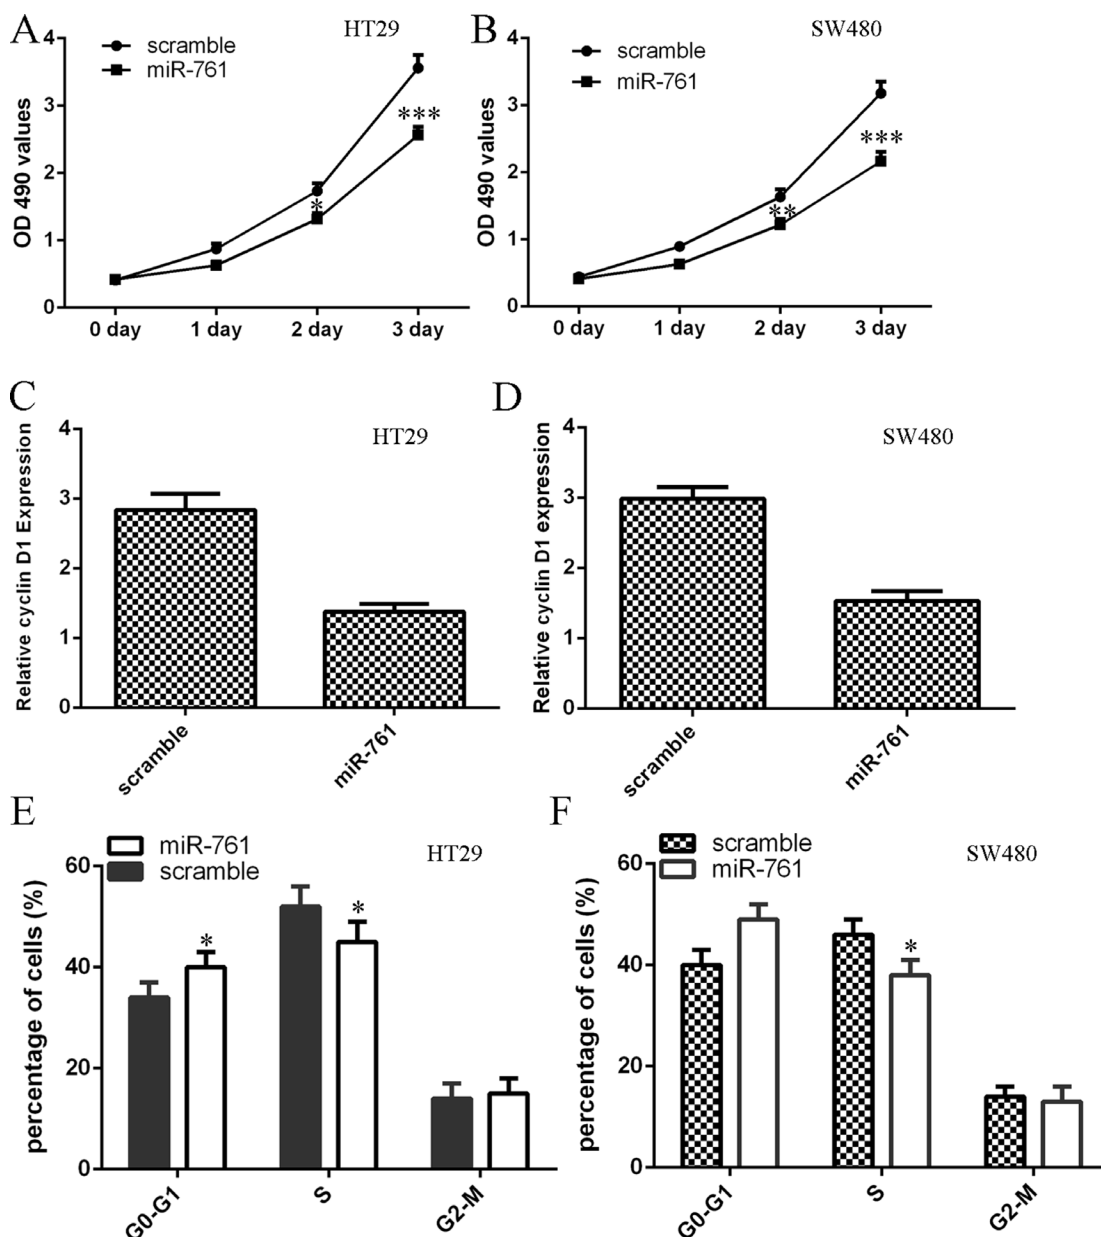 A
HT29
scramble
miR-761
OD 490 values
4
3
2
1
0
*
***
0 day
1 day
2 day
3 day
B
SW480
scramble
miR-761
OD 490 values
4
3
2
1
0
**
***
0 day
1 day
2 day
3 day
C
HT29
Relative cyclin D1 Expression
4
3
2
1
0
scramble
miR-761
D
SW480
Relative cyclin D1 expression
4
3
2
1
0
scramble
miR-761
E
HT29
miR-761
scramble
percentage of cells (%)
60
40
20
0
*
*
G0-G1
S
G2-M
F
SW480
scramble
miR-761
percentage of cells (%)
60
40
20
0
*
G0-G1
S
G2-M